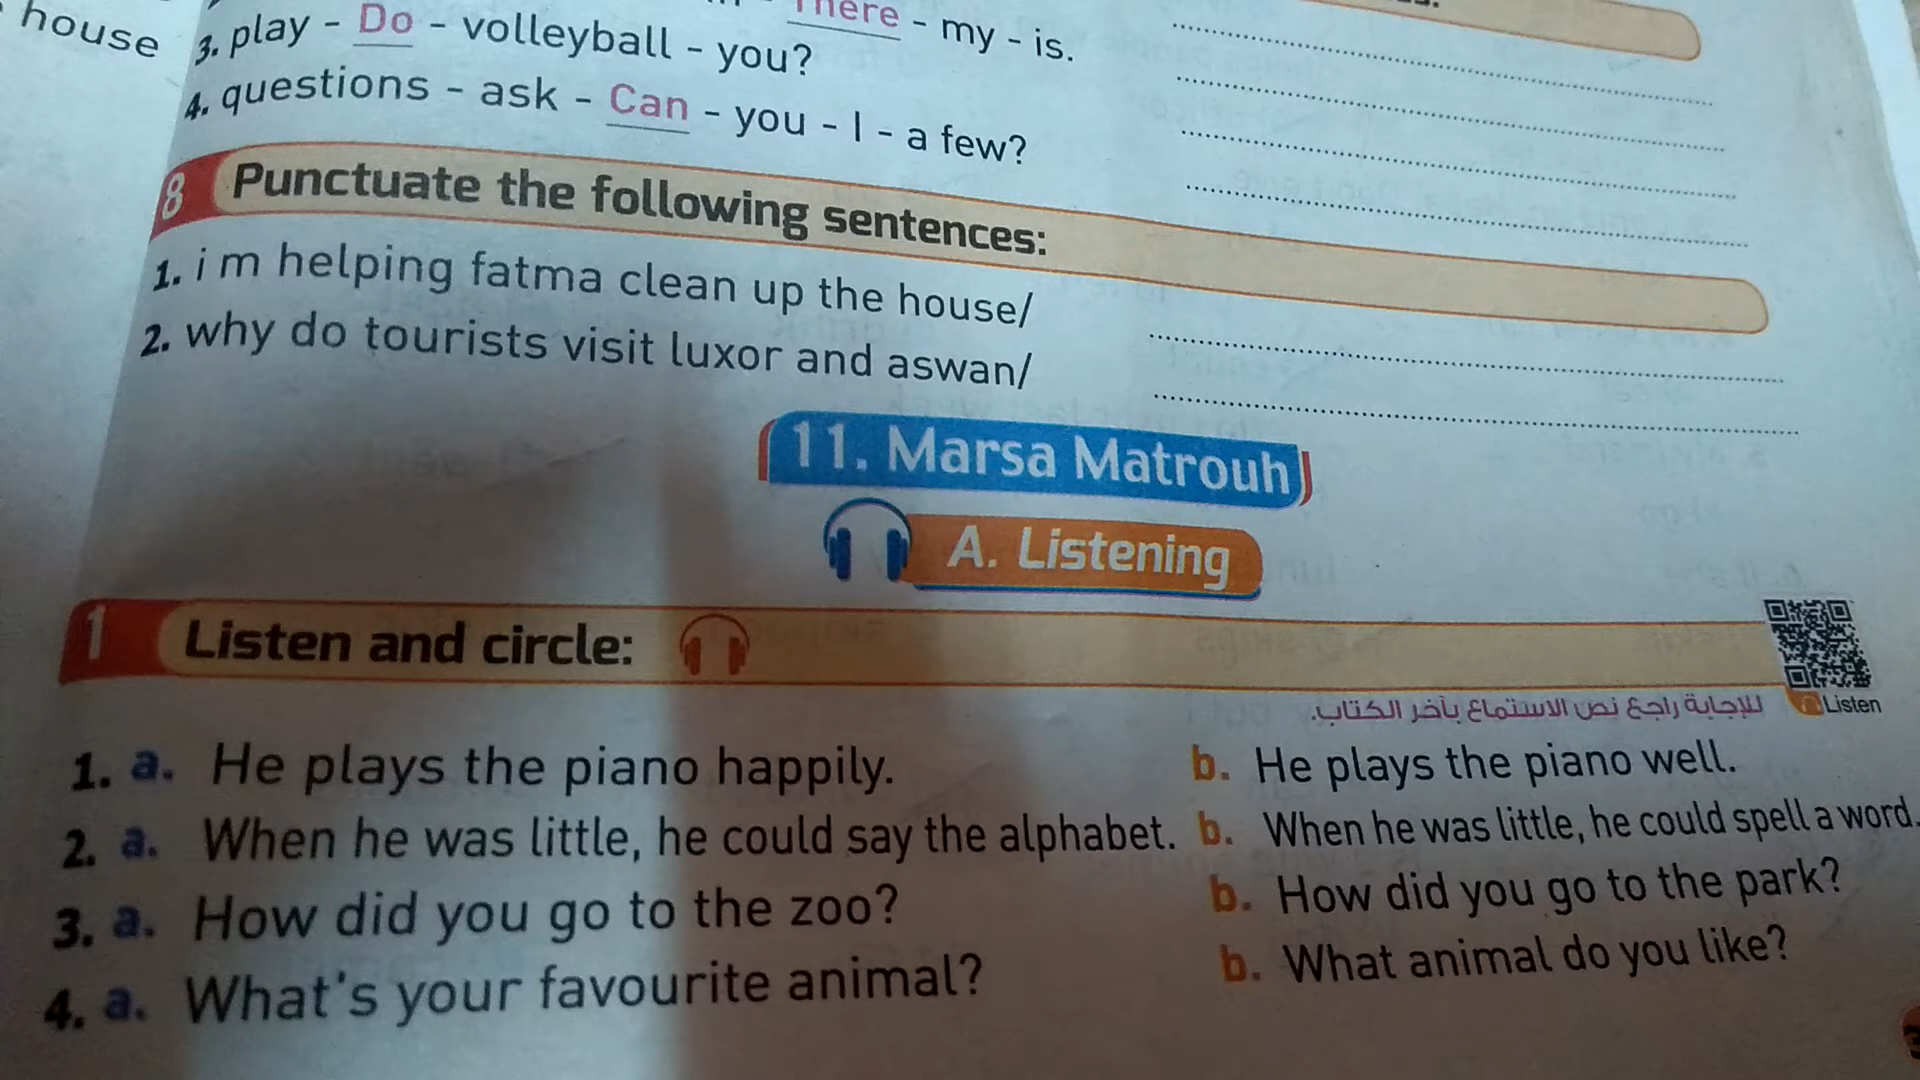 house
There - my - is.
3. play - Do - volleyball - you?
4. questions - ask - Can - you - I - a few?
8 Punctuate the following sentences:
1. i m helping fatma clean up the house/
2. why do tourists visit luxor and aswan/
11. Marsa Matrouh
A. Listening
1 Listen and circle:
للإجابة راجع نص الاستماع بآخر الكتاب.
Listen
1. a. He plays the piano happily. b. He plays the piano well.
2. a. When he was little, he could say the alphabet. b. When he was little, he could spell a word.
3. a. How did you go to the zoo? b. How did you go to the park?
4. a. What's your favourite animal? b. What animal do you like?